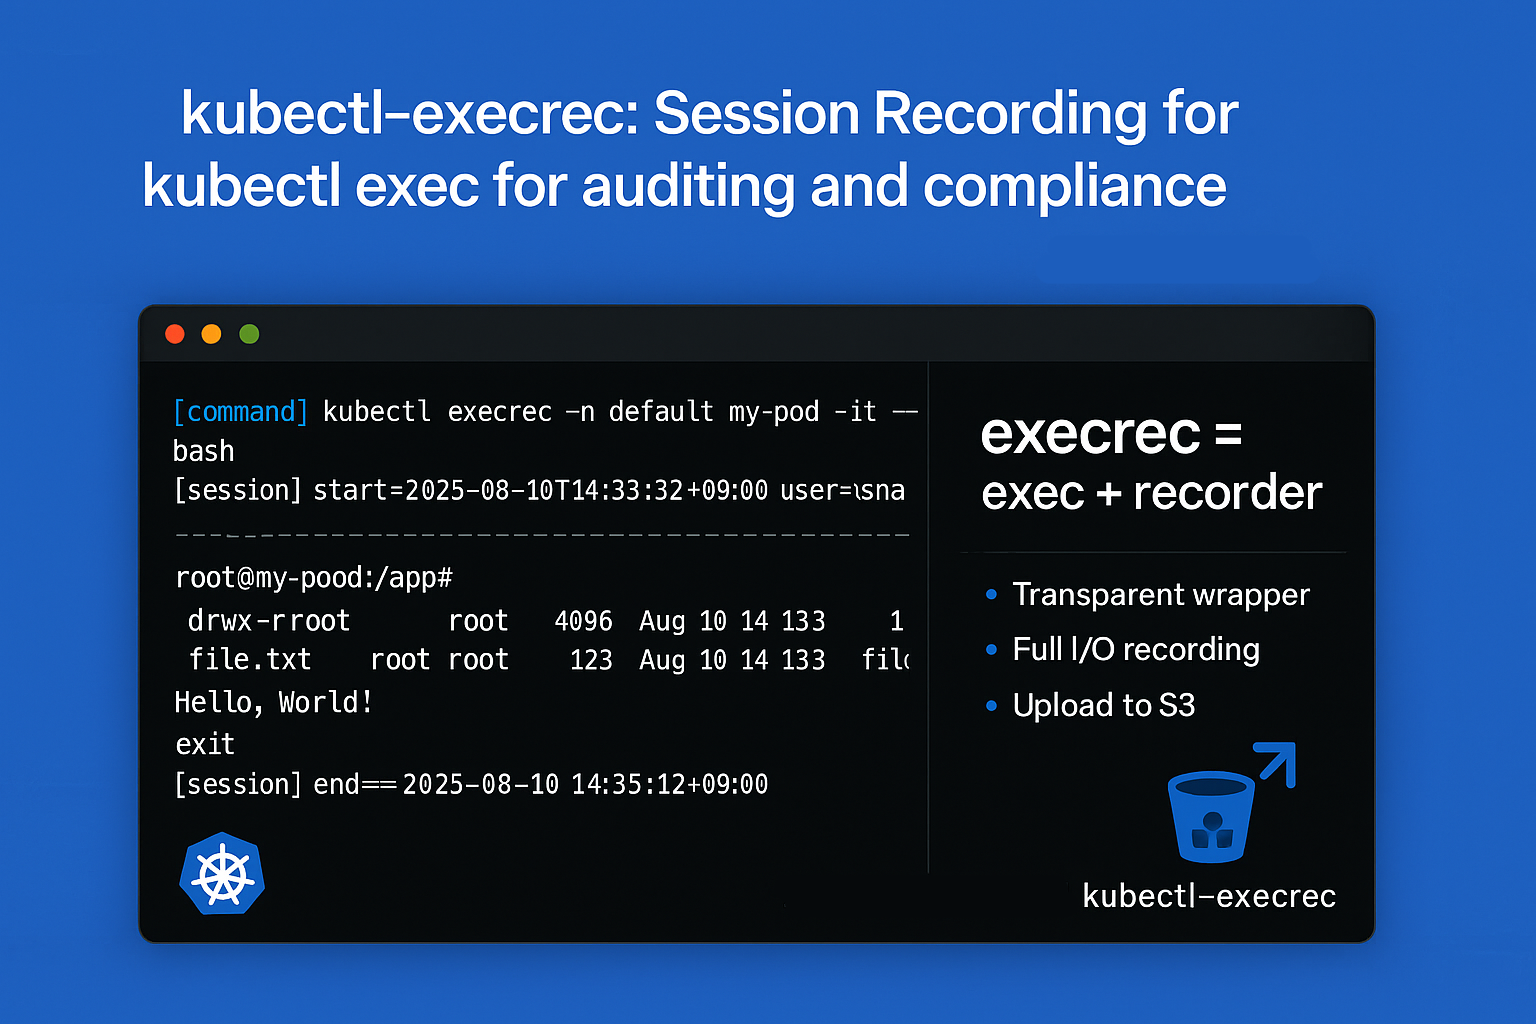 kubectl–execrec: Session Recording for
kubectl exec for auditing and compliance
[command] kubectl execrec –n default my-pod -it ––
bash
[session] start=2025–08–10T14:33:32+09:00 user=
root@my-pood:/app#
drwx–rroot root 4096 Aug 10 14 133 1
file.txt root root 123 Aug 10 14 133
Hello, World!
exit
[session] end==2025–08–10 14:35:12+09:00
execrec =
exec + recorder
• Transparent wrapper
• Full I/O recording
• Upload to S3
kubectl–execrec